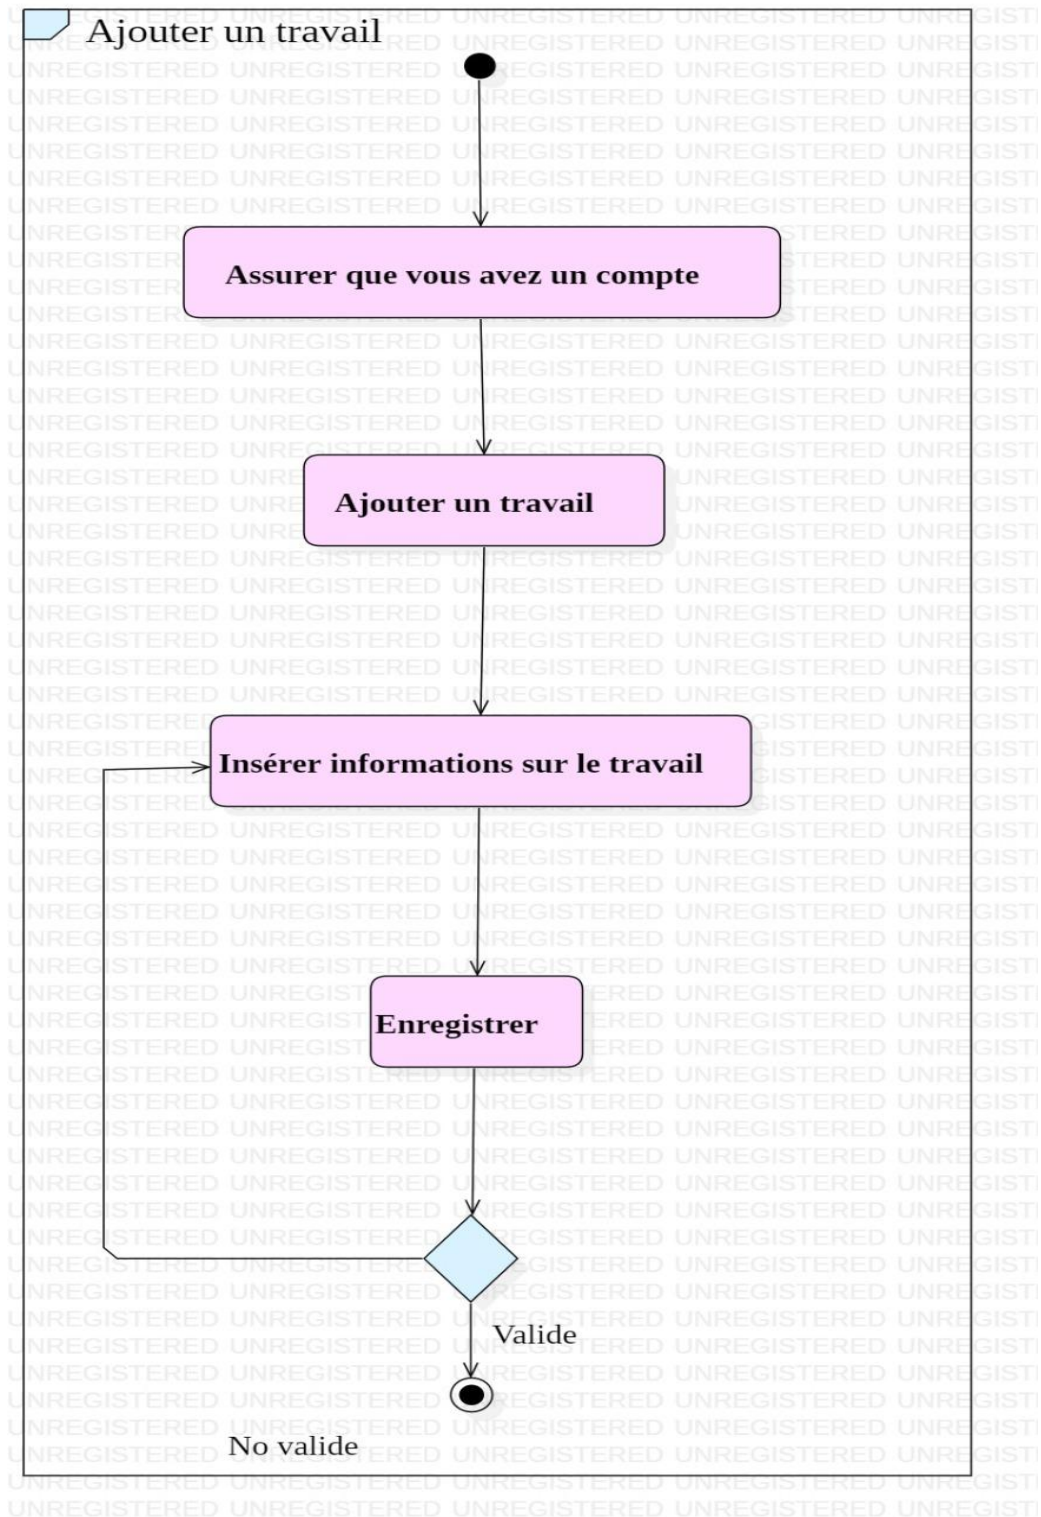 Ajouter un travail
Assurer que vous avez un compte
Ajouter un travail
Insérer informations sur le travail
Enregistrer
Valide
No valide
UNREGISTERED